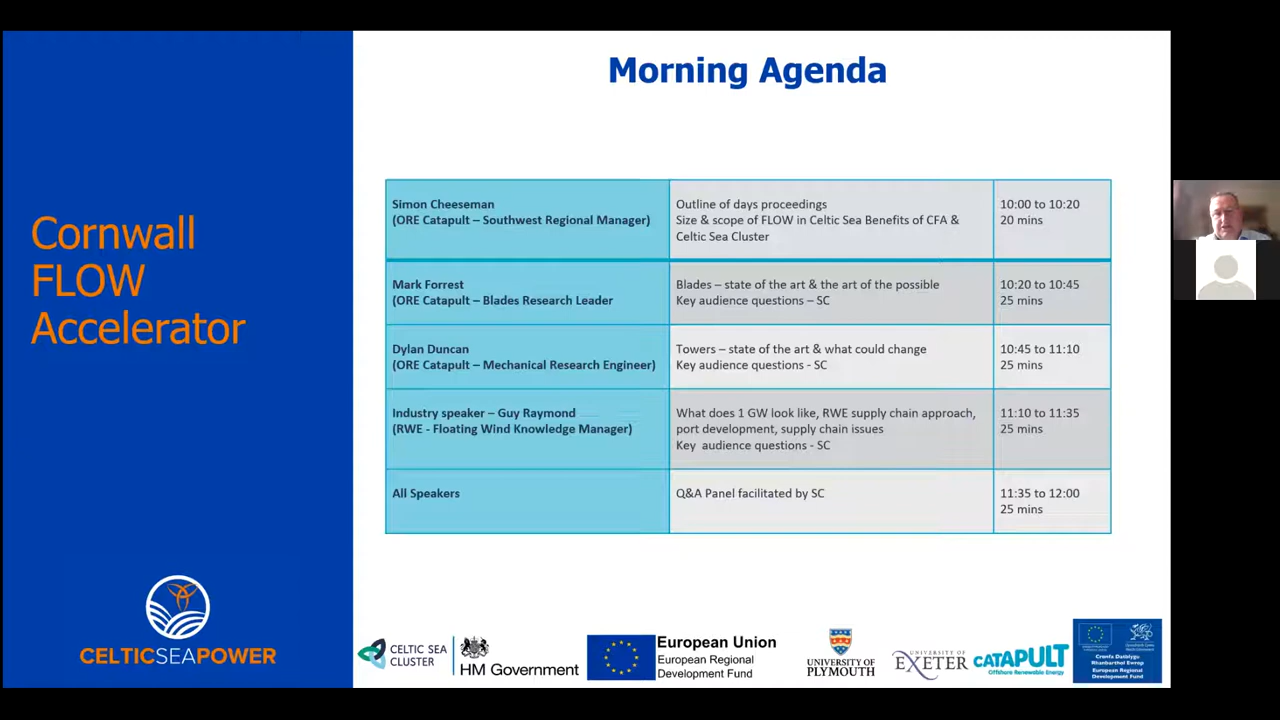 Morning Agenda
Cornwall
FLOW
Accelerator
Simon Cheeseman
(ORE Catapult – Southwest Regional Manager)
Outline of days proceedings
Size & scope of FLOW in Celtic Sea Benefits of CFA &
Celtic Sea Cluster
10:00 to 10:20
20 mins
Mark Forrest
(ORE Catapult – Blades Research Leader
Blades – state of the art & the art of the possible
Key audience questions – SC
10:20 to 10:45
25 mins
Dylan Duncan
(ORE Catapult – Mechanical Research Engineer)
Towers – state of the art & what could change
Key audience questions - SC
10:45 to 11:10
25 mins
Industry speaker – Guy Raymond
(RWE - Floating Wind Knowledge Manager)
What does 1 GW look like, RWE supply chain approach,
port development, supply chain issues
Key audience questions - SC
11:10 to 11:35
25 mins
All Speakers
Q&A Panel facilitated by SC
11:35 to 12:00
25 mins
CELTICSEAPOWER
CELTIC SEA
CLUSTER
HM Government
European Union
European Regional
Development Fund
UNIVERSITY OF
PLYMOUTH
UNIVERSITY OF
EXETER
CATAPULT
Offshore Renewable Energy
Cronfa Datblygu
Rhanbarthol Ewrop
European Regional
Development Fund